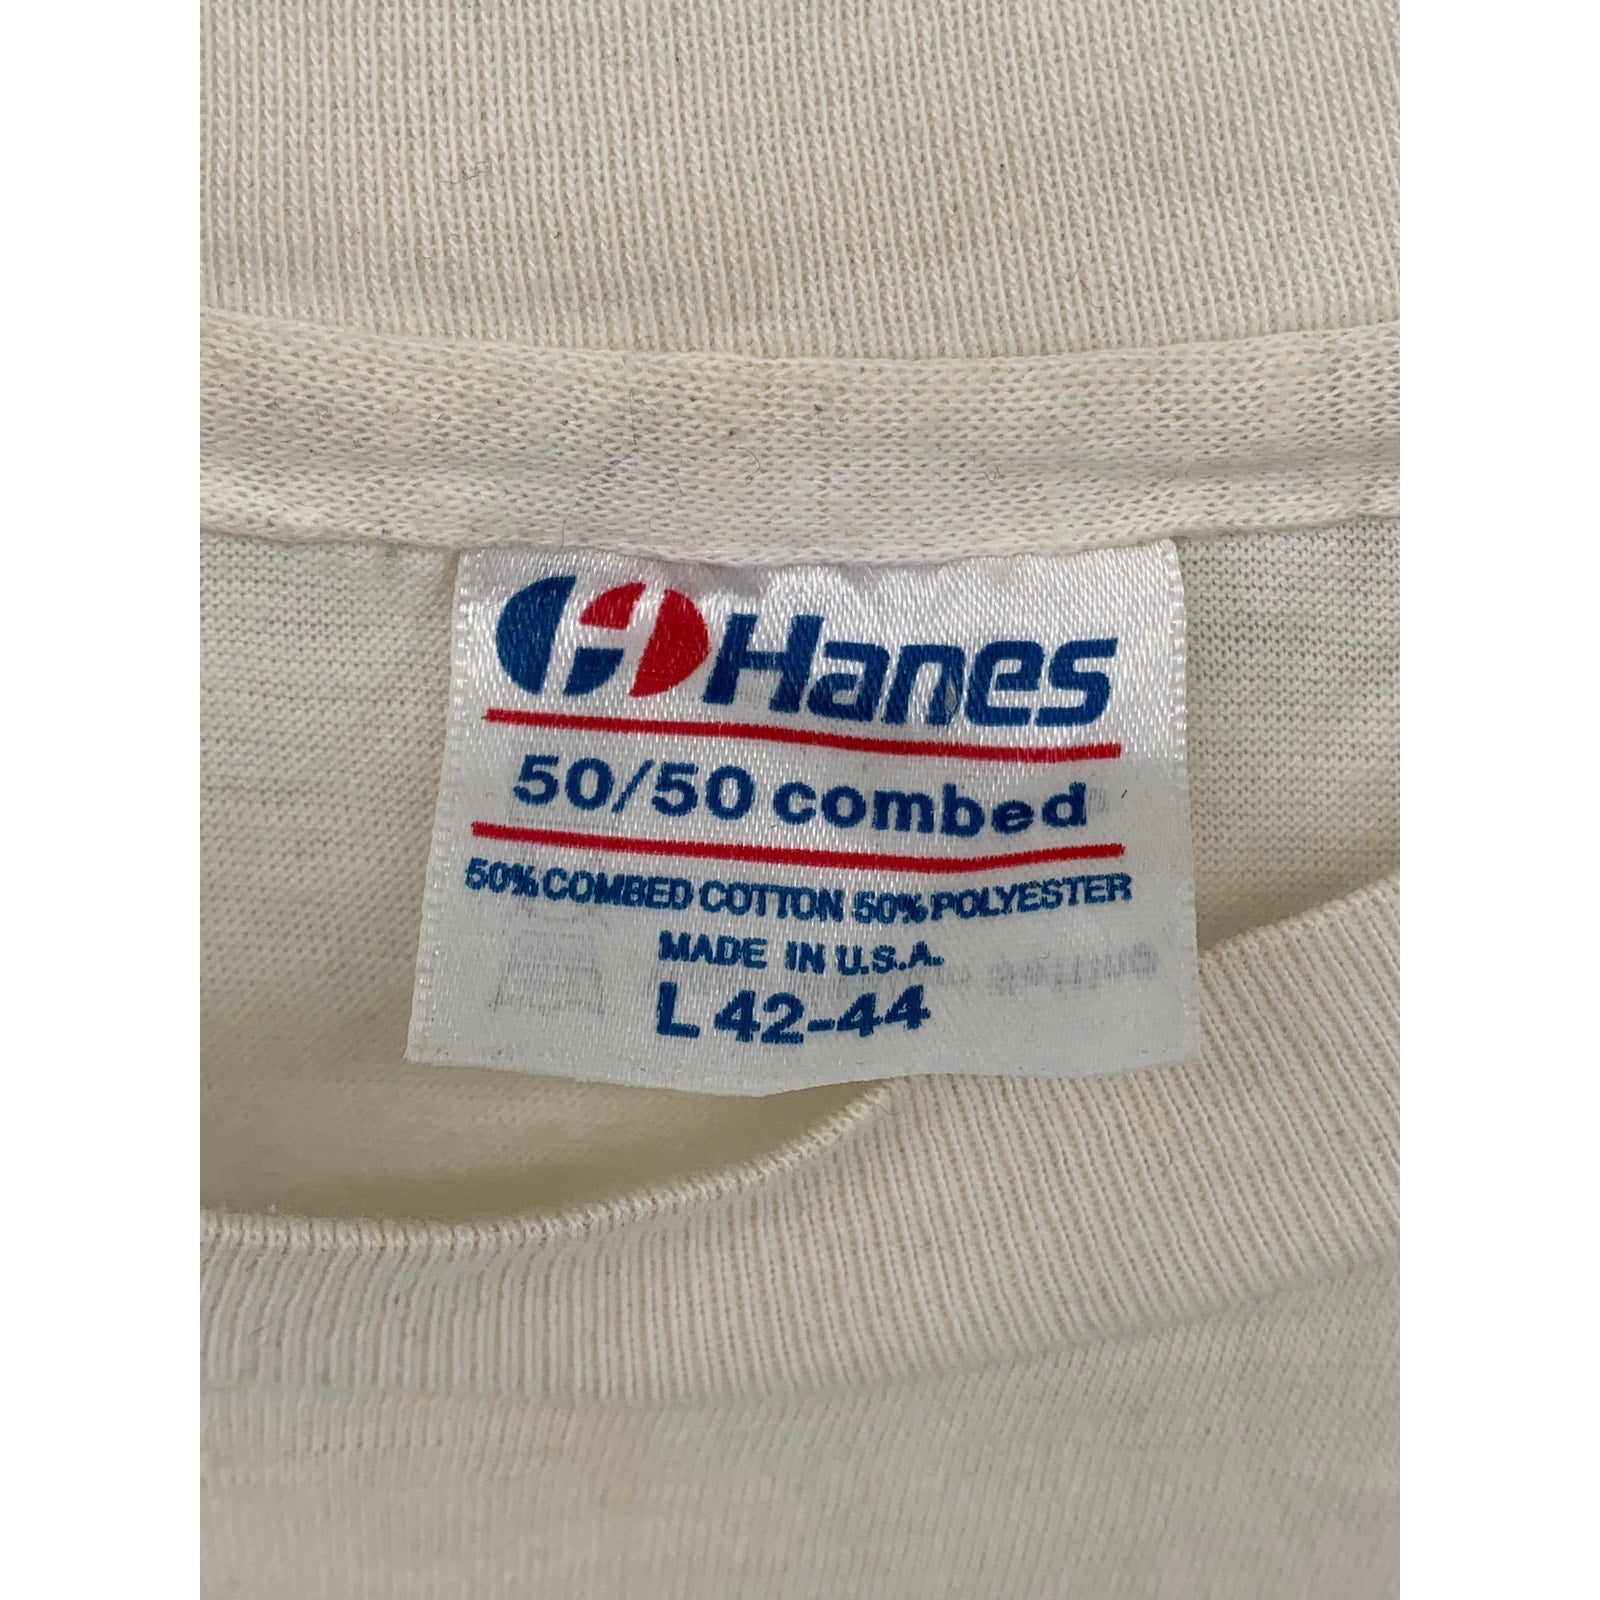 Hanes
50/50 combed
50% COMBED COTTON 50% POLYESTER
MADE IN U.S.A.
L 42-44